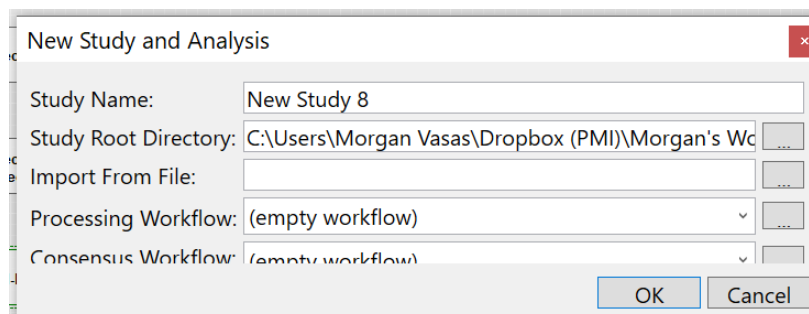 New Study and Analysis
×
Study Name: New Study 8
Study Root Directory: C:\Users\Morgan Vasas\Dropbox (PMI)\Morgan's Wo ...
Import From File: ...
Processing Workflow: (empty workflow) ...
Consensus Workflow: (empty workflow)
OK Cancel